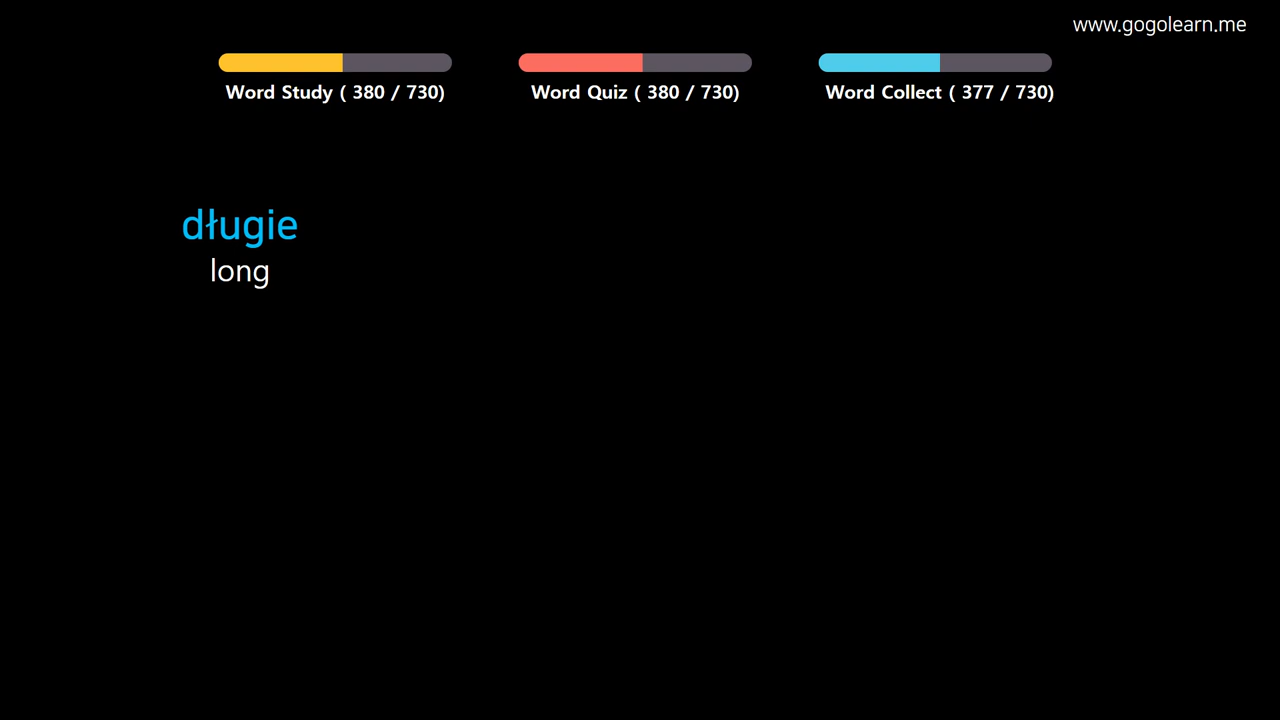 www.gogolearn.me
Word Study ( 380 / 730)
Word Quiz ( 380 / 730)
Word Collect ( 377 / 730)
długie
long